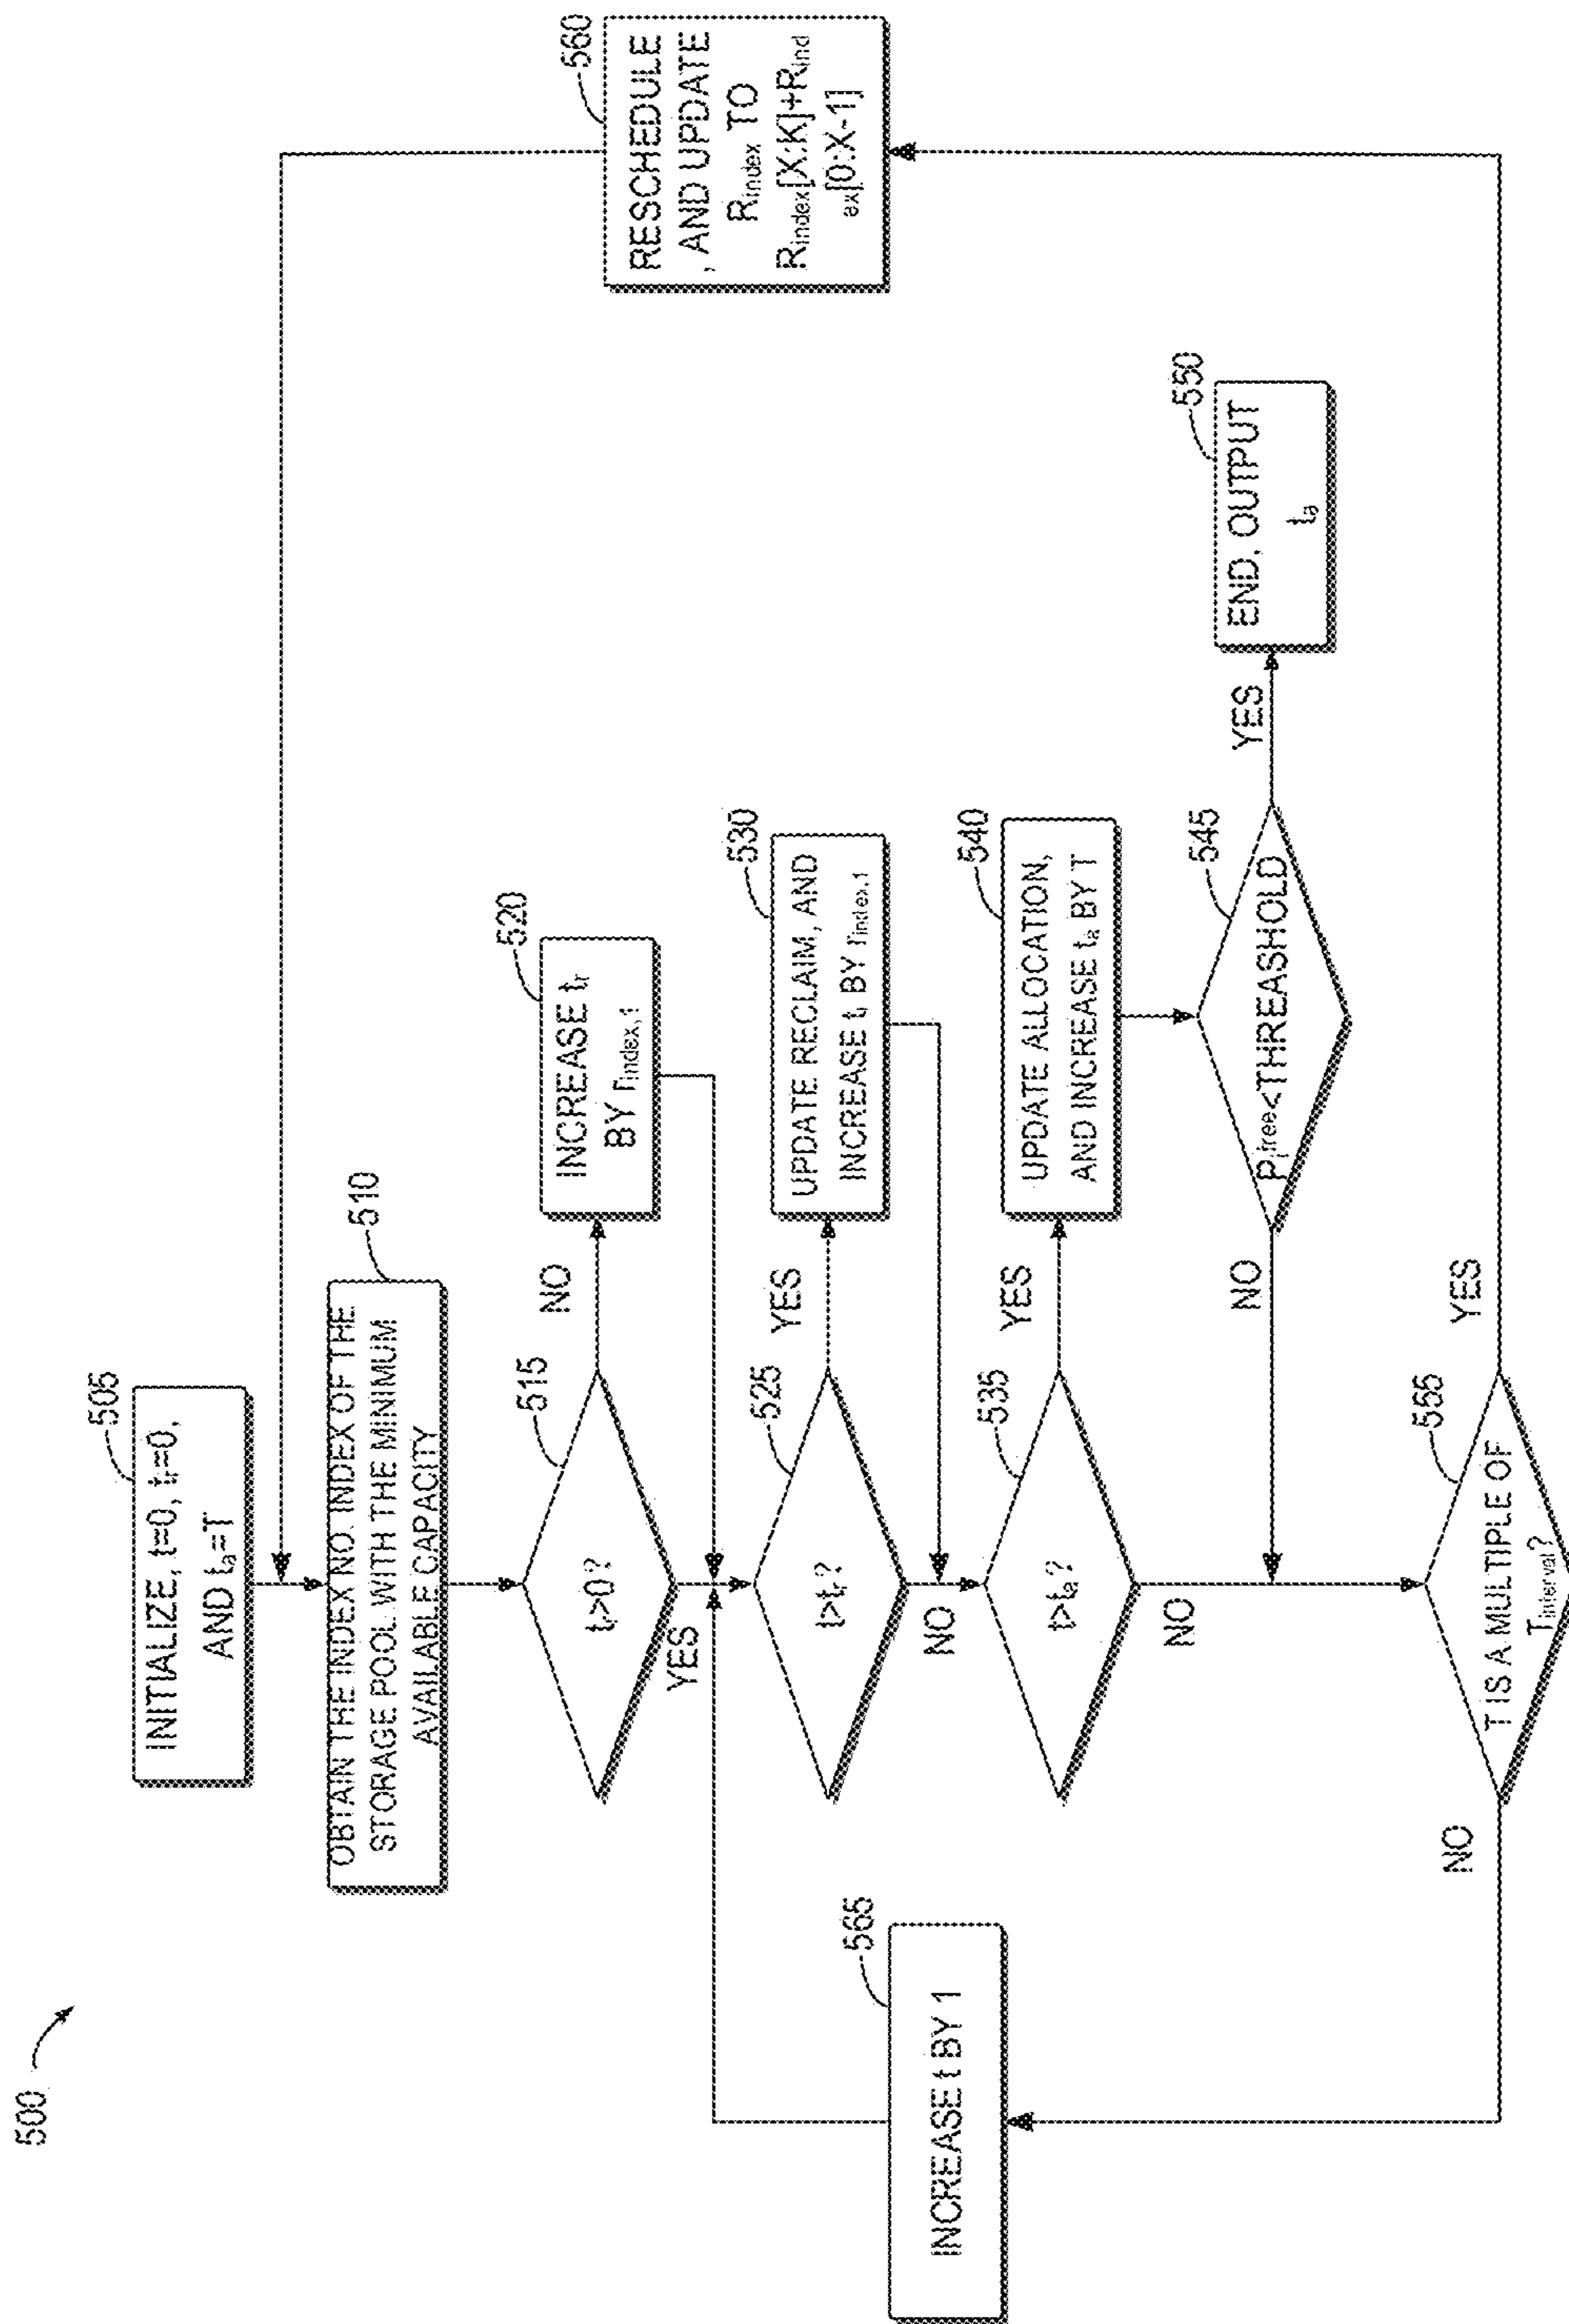 500
505
INITIALIZE, t=0, tᵣ=0,
AND tₐ=T
510
OBTAIN THE INDEX NO. INDEX OF THE
STORAGE POOL WITH THE MINIMUM
AVAILABLE CAPACITY
515
tᵣ>0?
NO
YES
520
INCREASE tᵣ
BY r_index,1
525
t>tᵣ?
YES
NO
530
UPDATE RECLAIM, AND
INCREASE tᵣ BY r_index,1
535
t>tₐ?
YES
NO
540
UPDATE ALLOCATION,
AND INCREASE tₐ BY T
545
Pfree<THREASHOLD
YES
NO
550
END, OUTPUT
tₐ
555
T IS A MULTIPLE OF
Tinterval?
YES
NO
560
RESCHEDULE
, AND UPDATE
Rindex TO
Rindex[X:K]+Rind
ex[0:X-1]
565
INCREASE t BY 1